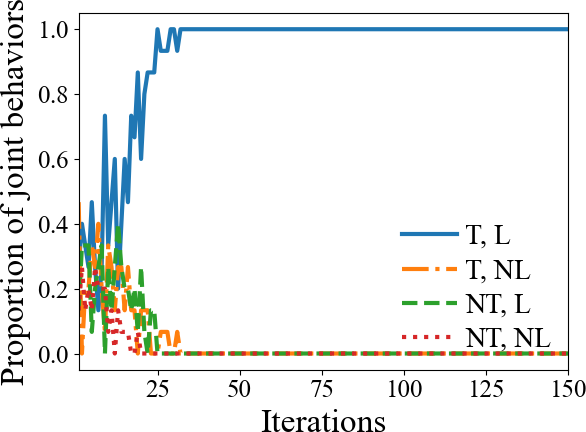 Proportion of joint behaviors
1.0
0.8
0.6
0.4
0.2
0.0
T, L
T, NL
NT, L
NT, NL
25 50 75 100 125 150
Iterations